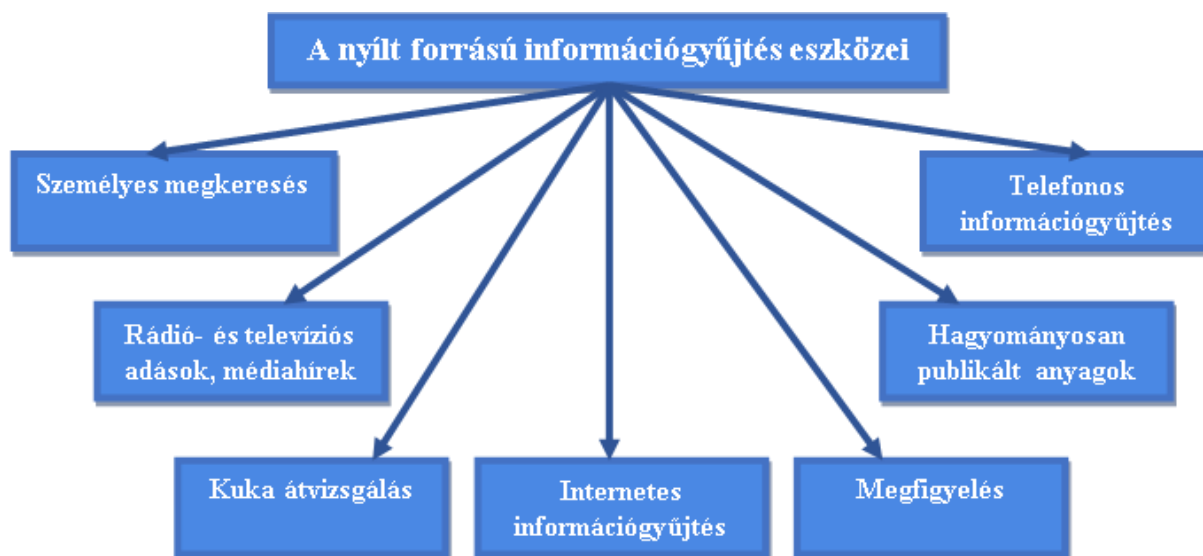 A nyílt forrású információgyűjtés eszközei
Személyes megkeresés
Telefonos
információgyűjtés
Rádió- és televíziós
adások, médiahírek
Hagyományosan
publikált anyagok
Kuka átvizsgálás
Internetes
információgyűjtés
Megfigyelés